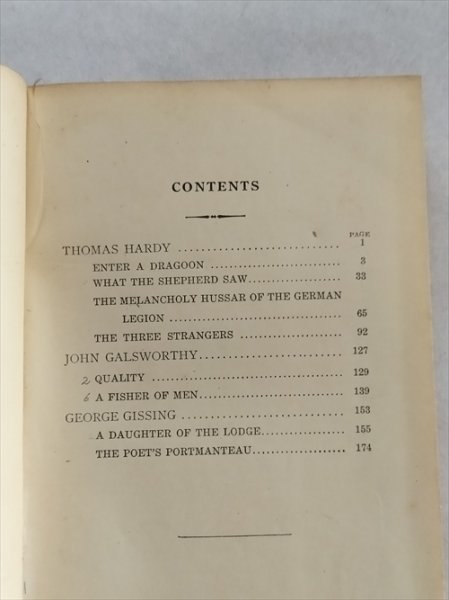 CONTENTS
PAGE
THOMAS HARDY ............................ 1
ENTER A DRAGOON ....................... 3
WHAT THE SHEPHERD SAW..................... 33
THE MELANCHOLY HUSSAR OF THE GERMAN
LEGION .............................. 65
THE THREE STRANGERS .................. 92
JOHN GALSWORTHY........................ 127
2 QUALITY ................................. 129
6 A FISHER OF MEN......................... 139
GEORGE GISSING ............................ 153
A DAUGHTER OF THE LODGE................ 155
THE POET'S PORTMANTEAU.................. 174